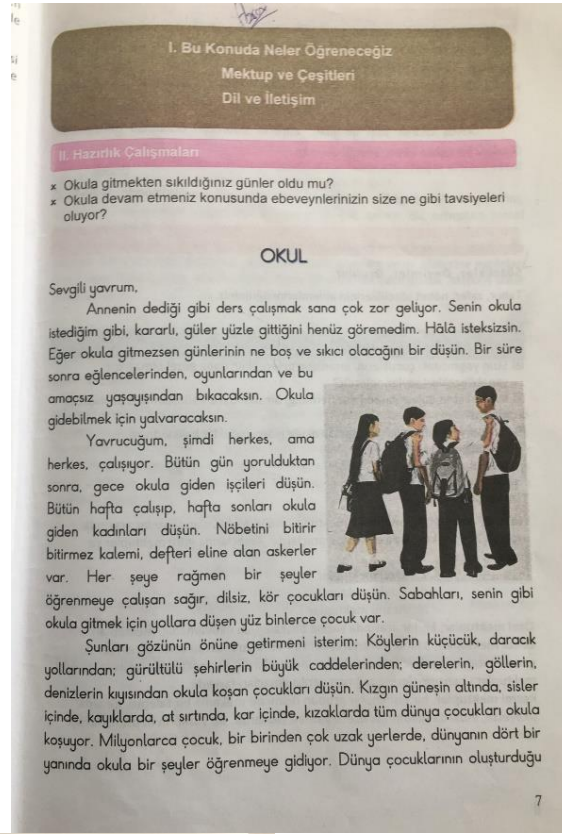 I. Bu Konuda Neler Öğreneceğiz
Mektup ve Çeşitleri
Dil ve İletişim
II. Hazırlık Çalışmaları
x Okula gitmekten sıkıldığınız günler oldu mu?
x Okula devam etmeniz konusunda ebeveynlerinizin size ne gibi tavsiyeleri
oluyor?
OKUL
Sevgili yavrum,
Annenin dediği gibi ders çalışmak sana çok zor geliyor. Senin okula
istediğim gibi, kararlı, güler yüzle gittiğini henüz göremedim. Hâlâ isteksizsin.
Eğer okula gitmezsen günlerinin ne boş ve sıkıcı olacağını bir düşün. Bir süre
sonra eğlencelerinden, oyunlarından ve bu
amaçsız yaşayışından bıkacaksın. Okula
gidebilmek için yalvaracaksın.
Yavrucuğum, şimdi herkes, ama
herkes, çalışıyor. Bütün gün yorulduktan
sonra, gece okula giden işçileri düşün.
Bütün hafta çalışıp, hafta sonları okula
giden kadınları düşün. Nöbetini bitirir
bitirmez kalemi, defteri eline alan askerler
var. Her şeye rağmen bir şeyler
öğrenmeye çalışan sağır, dilsiz, kör çocukları düşün. Sabahları, senin gibi
okula gitmek için yollara düşen yüz binlerce çocuk var.
Şunları gözünün önüne getirmeni isterim: Köylerin küçücük, daracık
yollarından; gürültülü şehirlerin büyük caddelerinden; derelerin, göllerin,
denizlerin kıyısından okula koşan çocukları düşün. Kızgın güneşin altında, sisler
içinde, kayıklarda, at sırtında, kar içinde, kızaklarda tüm dünya çocukları okula
koşuyor. Milyonlarca çocuk, bir birinden çok uzak yerlerde, dünyanın dört bir
yanında okula bir şeyler öğrenmeye gidiyor. Dünya çocuklarının oluşturduğu
7